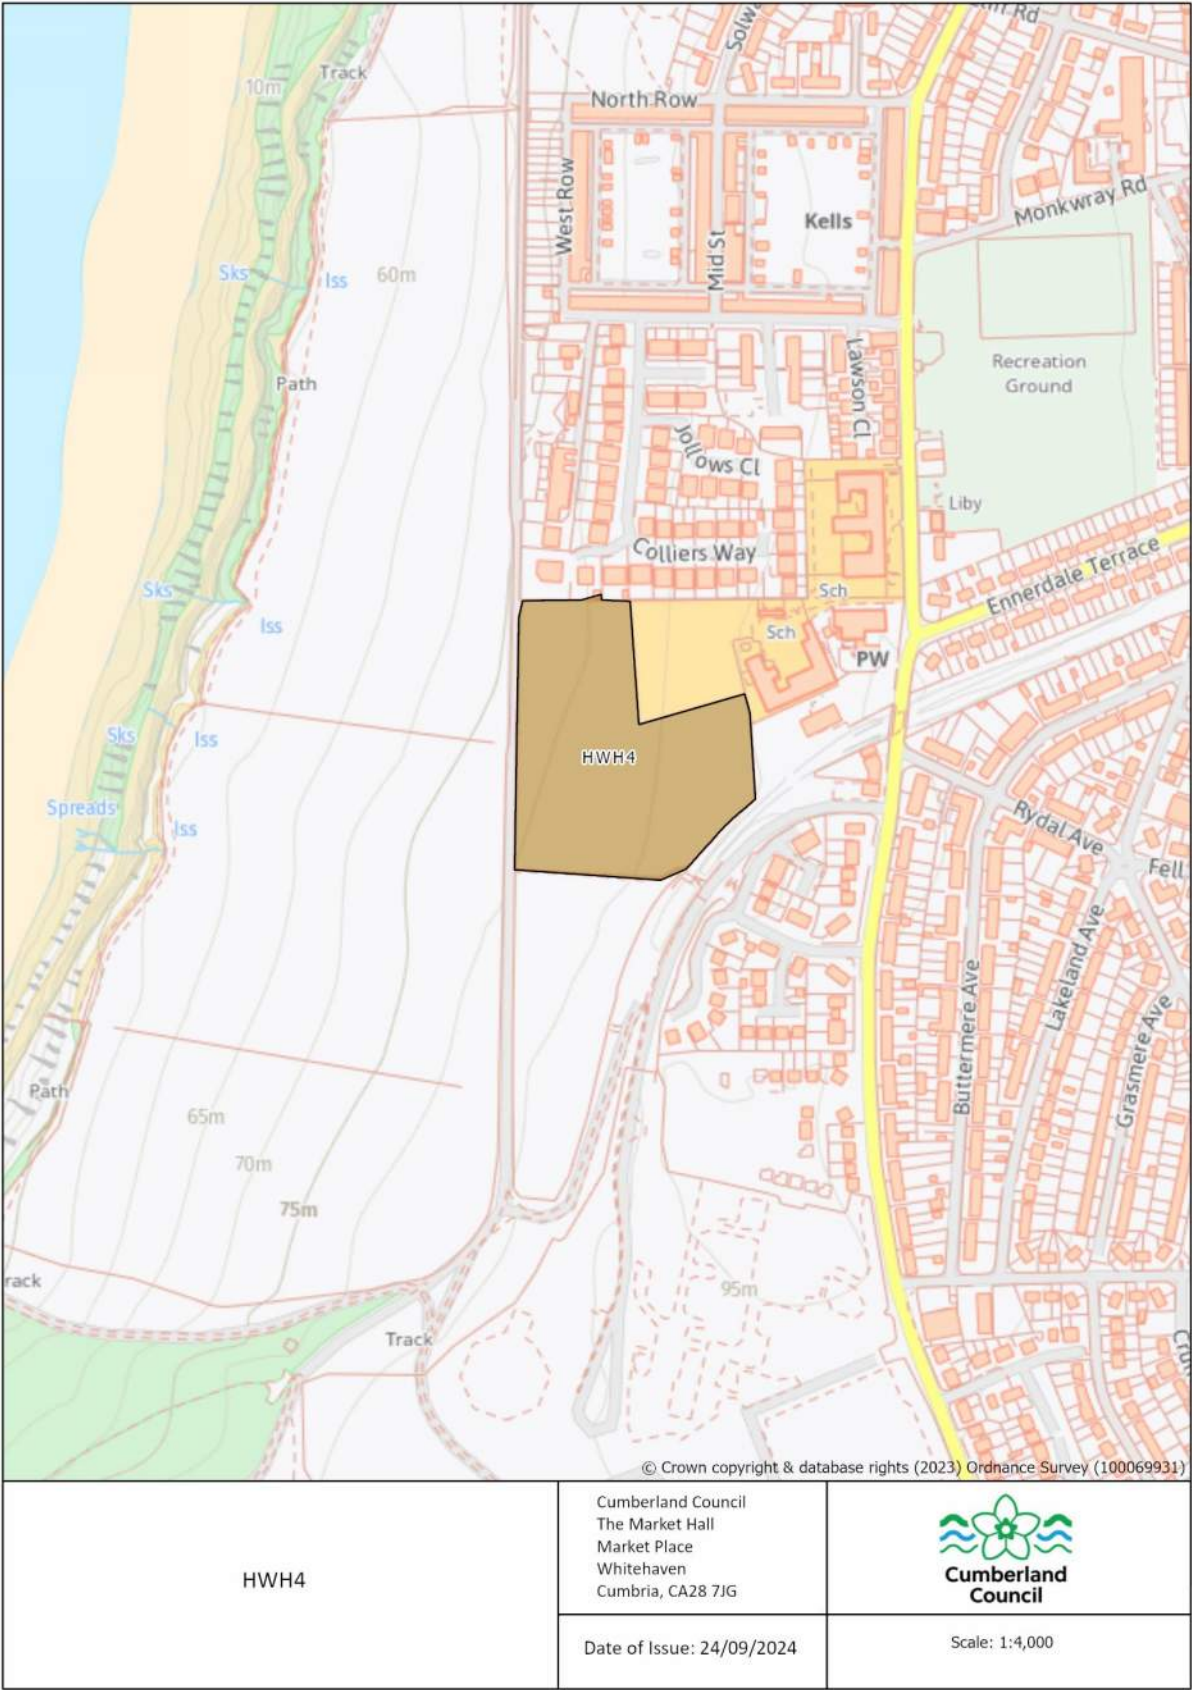 Track
10m
North Row
West Row
Mid St
Kells
Monkwray Rd
Sks
Iss
60m
Path
Lawson Cl
Recreation
Ground
Liby
Colliers Way
Ennerdale Terrace
Sch
Sch
PW
Sks
Iss
Sks
Iss
HWH4
Spreads
Iss
Rydal Ave
Fell
Buttermere Ave
Lakeland Ave
Grasmere Ave
Path
65m
70m
75m
95m
rack
Track
© Crown copyright & database rights (2023) Ordnance Survey (100069931)
HWH4
Cumberland Council
The Market Hall
Market Place
Whitehaven
Cumbria, CA28 7JG
Date of Issue: 24/09/2024
Cumberland
Council
Scale: 1:4,000